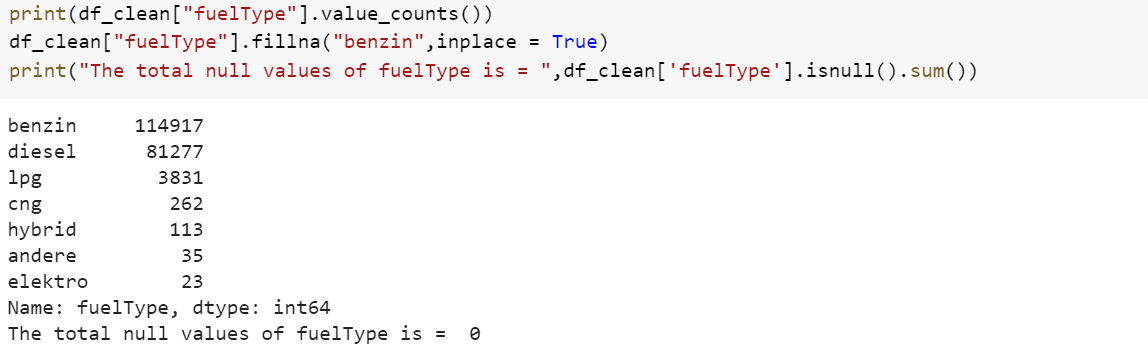 print(df_clean["fuelType"].value_counts())
df_clean["fuelType"].fillna("benzin",inplace = True)
print("The total null values of fuelType is = ",df_clean['fuelType'].isnull().sum())
benzin     114917
diesel      81277
lpg          3831
cng           262
hybrid        113
andere         35
elektro        23
Name: fuelType, dtype: int64
The total null values of fuelType is =  0